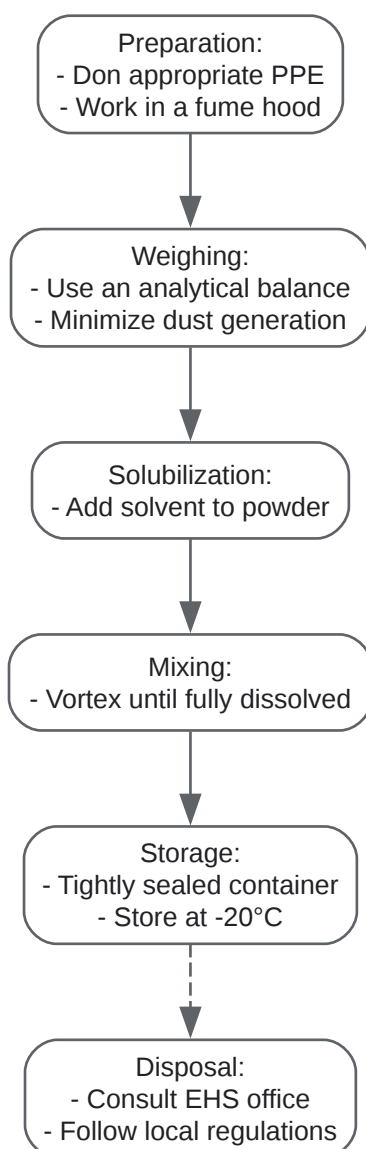 Preparation:
- Don appropriate PPE
- Work in a fume hood
Weighing:
- Use an analytical balance
- Minimize dust generation
Solubilization:
- Add solvent to powder
Mixing:
- Vortex until fully dissolved
Storage:
- Tightly sealed container
- Store at -20°C
Disposal:
- Consult EHS office
- Follow local regulations